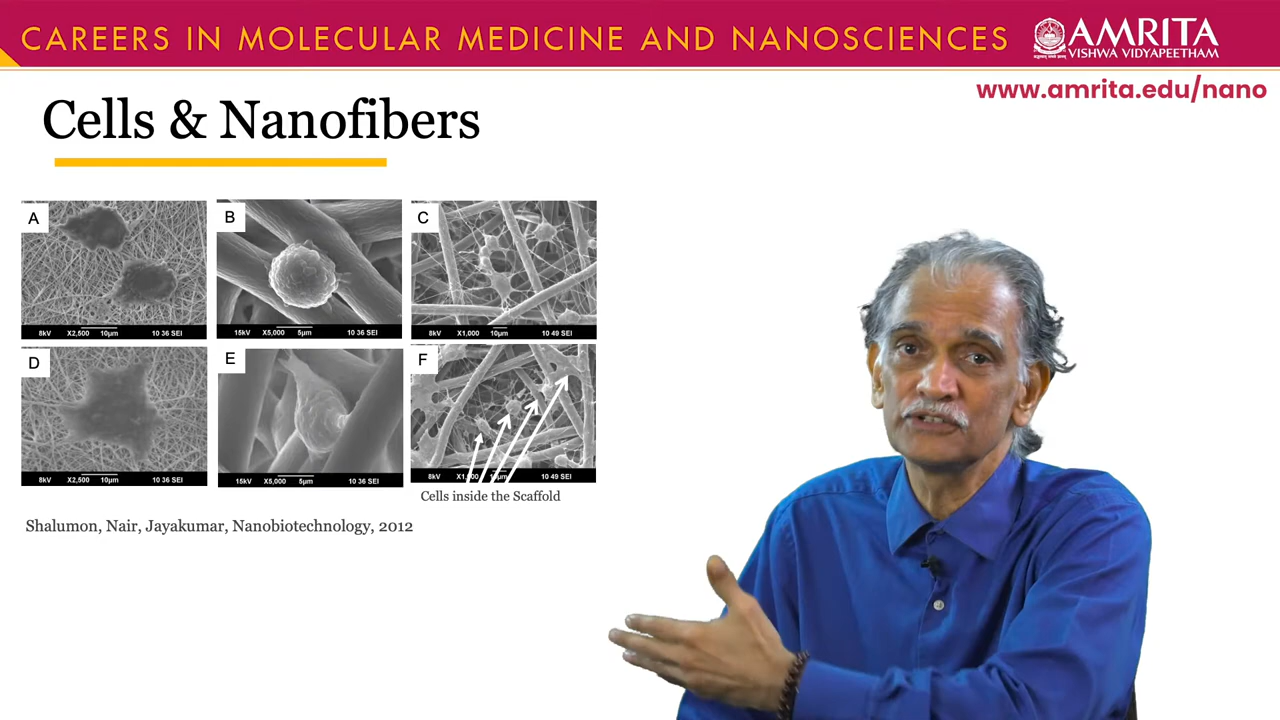 CAREERS IN MOLECULAR MEDICINE AND NANOSCIENCES
AMRITA
VISHWA VIDYAPEETHAM
www.amrita.edu/nano
Cells & Nanofibers
A
8kV X2,500 10µm 10 36 SEI
B
15kV X5,000 5µm 10 36 SEI
C
8kV X1,000 10µm 10 49 SEI
D
8kV X2,500 10µm 10 36 SEI
E
15kV X5,000 5µm 10 36 SEI
F
8kV 10 49 SEI
Cells inside the Scaffold
Shalumon, Nair, Jayakumar, Nanobiotechnology, 2012